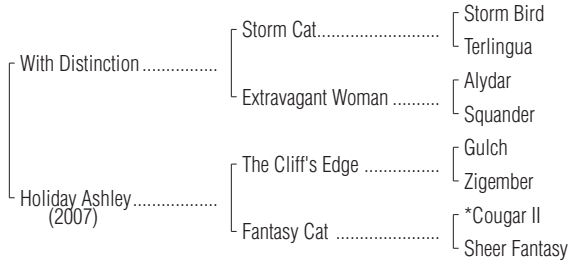 Storm Bird
Storm Cat.............................
Terlingua
With Distinction ................
Alydar
Extravagant Woman ..........
Squander
Gulch
The Cliff's Edge ................
Zigember
Holiday Ashley..................
(2007)
*Cougar II
Fantasy Cat ......................
Sheer Fantasy